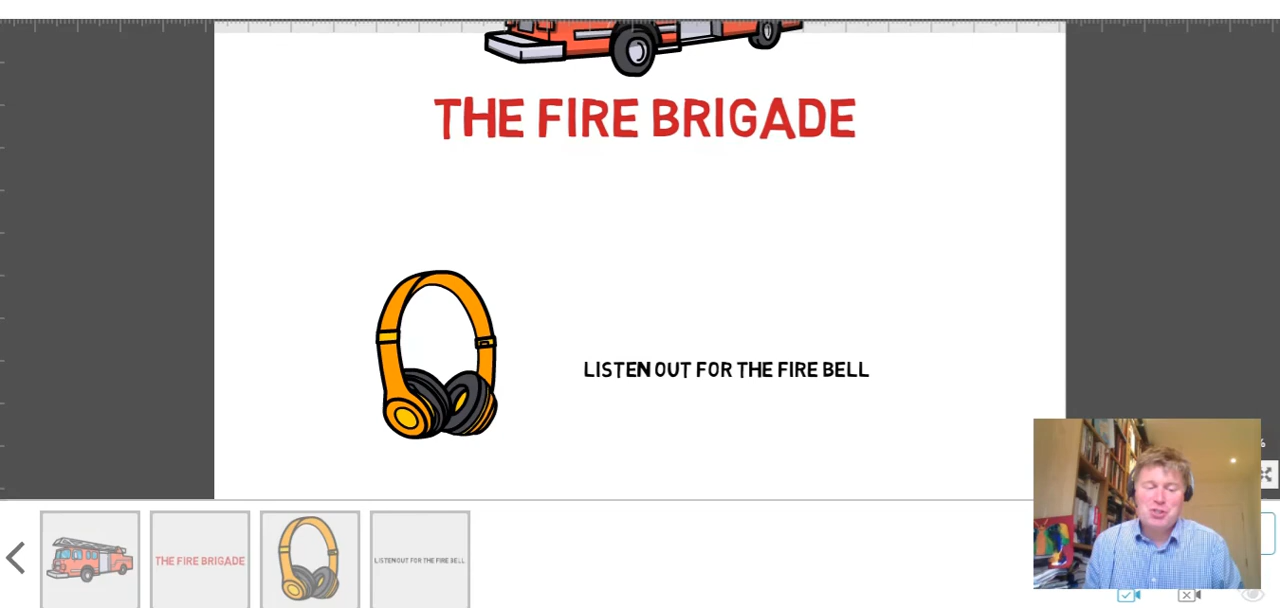 THE FIRE BRIGADE
LISTEN OUT FOR THE FIRE BELL
%
THE FIRE BRIGADE
LISTEN OUT FOR THE FIRE BELL